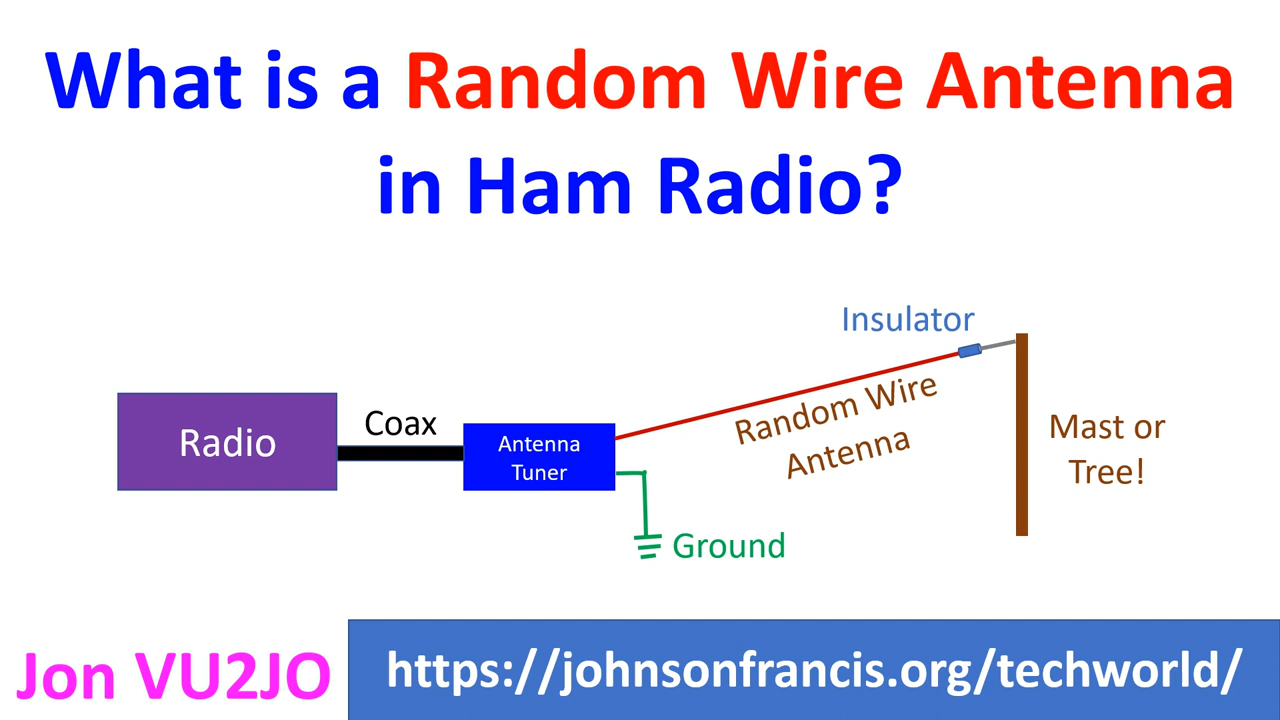 What is a Random Wire Antenna
in Ham Radio?
Insulator
Radio
Coax
Antenna
Tuner
Random Wire
Antenna
Mast or
Tree!
Ground
Jon VU2JO
https://johnsonfrancis.org/techworld/